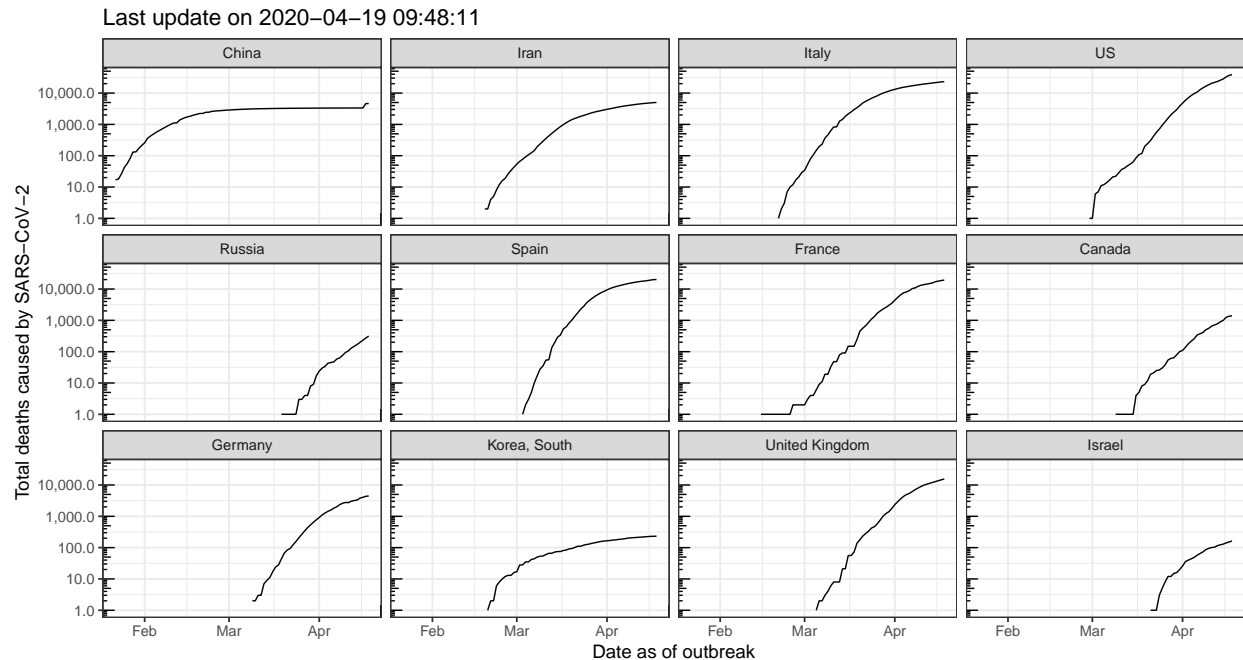 Last update on 2020−04−19 09:48:11
China
Iran
Italy
US
10,000.0
1,000.0
100.0
10.0
1.0
Russia
Spain
France
Canada
10,000.0
1,000.0
100.0
10.0
1.0
Germany
Korea, South
United Kingdom
Israel
10,000.0
1,000.0
100.0
10.0
1.0
Feb Mar Apr
Feb Mar Apr
Feb Mar Apr
Feb Mar Apr
Date as of outbreak
Total deaths caused by SARS−CoV−2